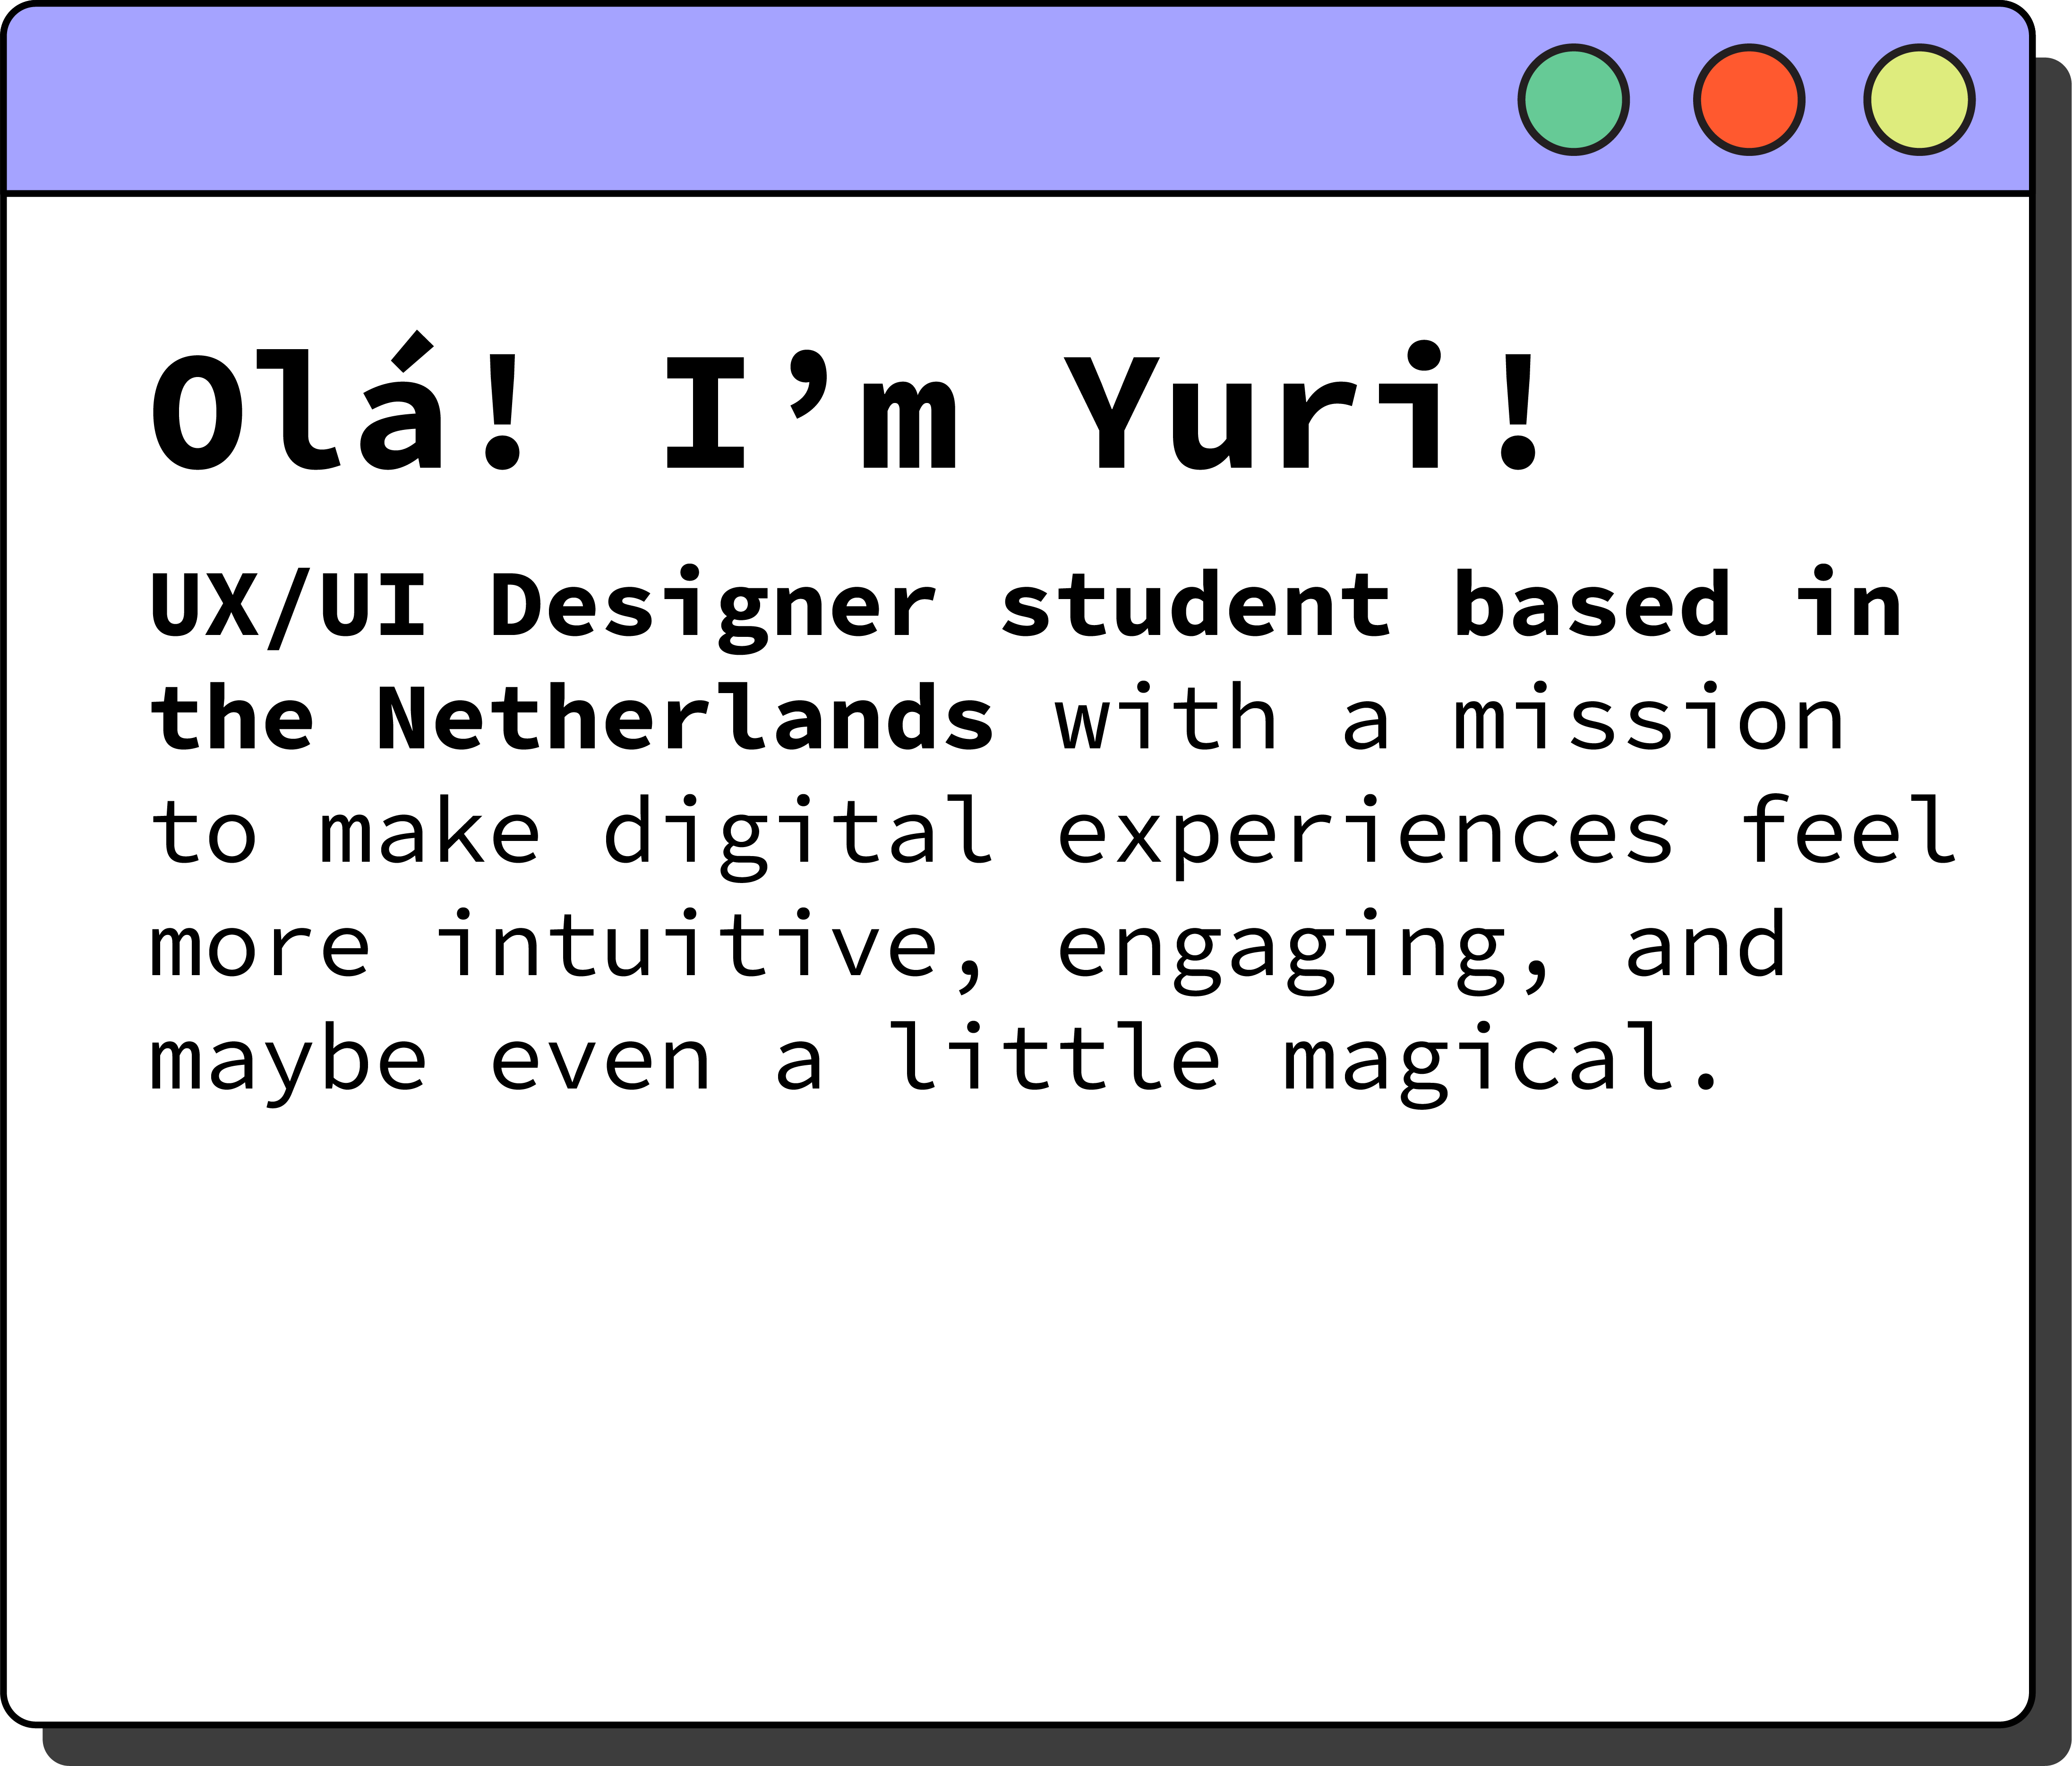 Olá! I’m Yuri!
UX/UI Designer student based in
the Netherlands with a mission
to make digital experiences feel
more intuitive, engaging, and
maybe even a little magical.